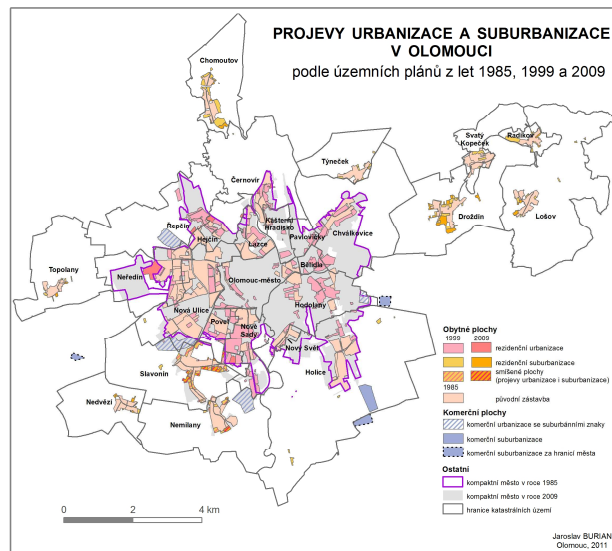 PROJEVY URBANIZACE A SUBURBANIZACE
V OLOMOUCI
podle územních plánů z let 1985, 1999 a 2009
Chomoutov
Svatý
Kopeček
Radíkov
Týneček
Černovír
Droždín
Lošov
Klášterní
Hradisko
Řepčín
Hejčín
Lazce
Pavlovičky
Chválkovice
Bělidla
Topolany
Neředín
Olomouc-město
Hodolany
Nová Ulice
Povel
Nové
Sady
Nový Svět
Slavonín
Holice
Nedvězí
Nemilany
Obytné plochy
1999 2009
rezidenční urbanizace
rezidenční suburbanizace
smíšené plochy
(projevy urbanizace i suburbanizace)
1985
původní zástavba
Komerční plochy
komerční urbanizace se suburbánními znaky
komerční suburbanizace
komerční suburbanizace za hranicí města
Ostatní
kompaktní město v roce 1985
kompaktní město v roce 2009
hranice katastrálních území
0 2 4 km
Jaroslav BURIAN
Olomouc, 2011